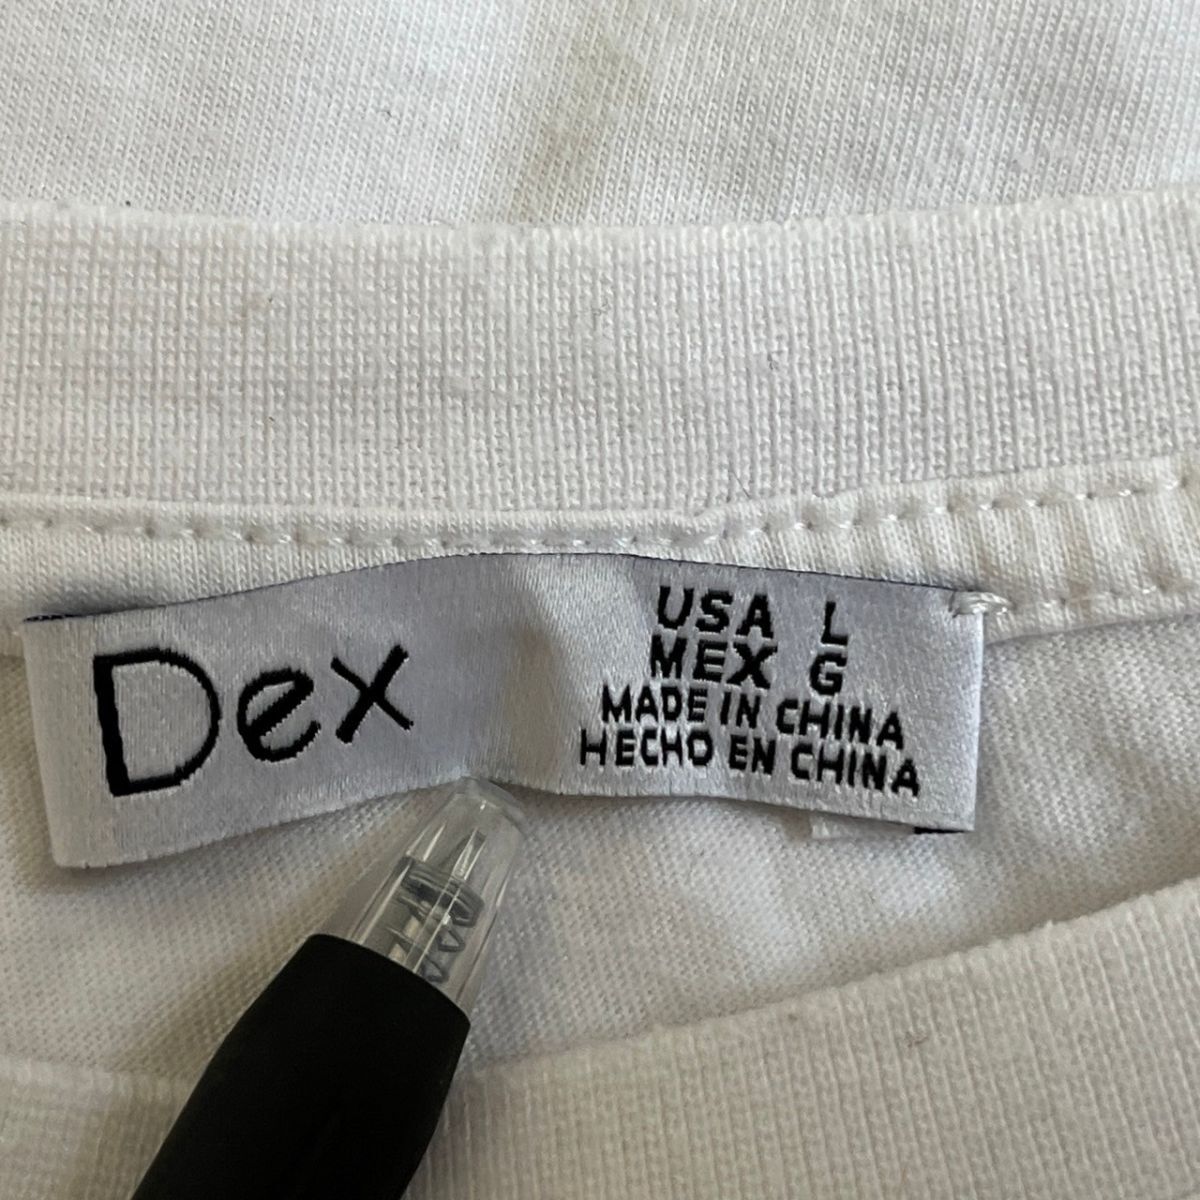 Dex
USA L
MEX G
MADE IN CHINA
HECHO EN CHINA